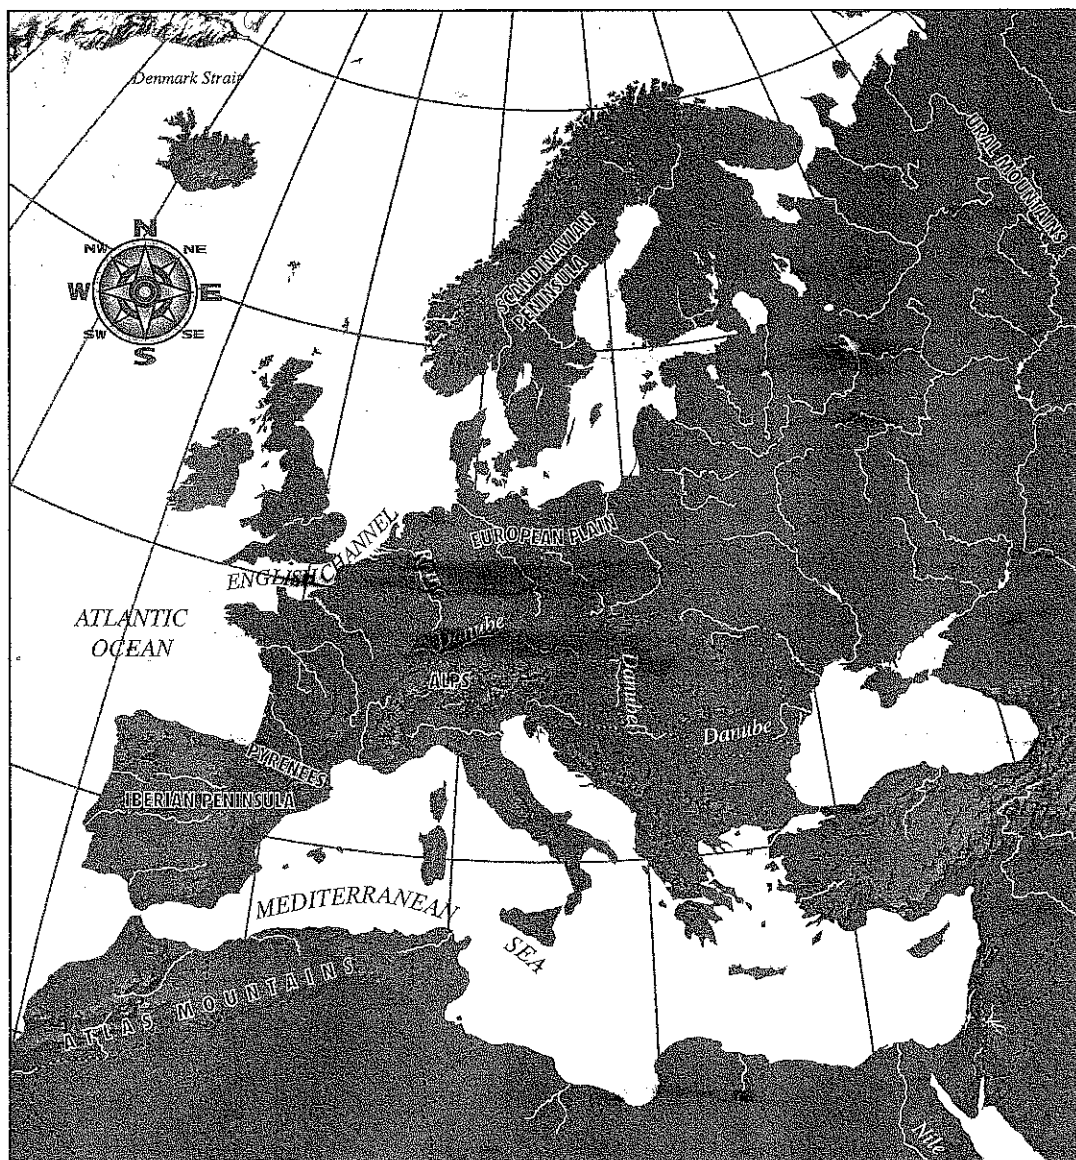 Denmark Strait
URAL MOUNTAINS
N
NW
NE
W
E
SW
SE
S
SCANDINAVIAN
PENINSULA
EUROPEAN PLAIN
ENGLISH CHANNEL
Rhine
ATLANTIC
OCEAN
Danube
ALPS
Danube
Danube
PYRENEES
IBERIAN PENINSULA
MEDITERRANEAN
SEA
ATLAS MOUNTAINS
Nile